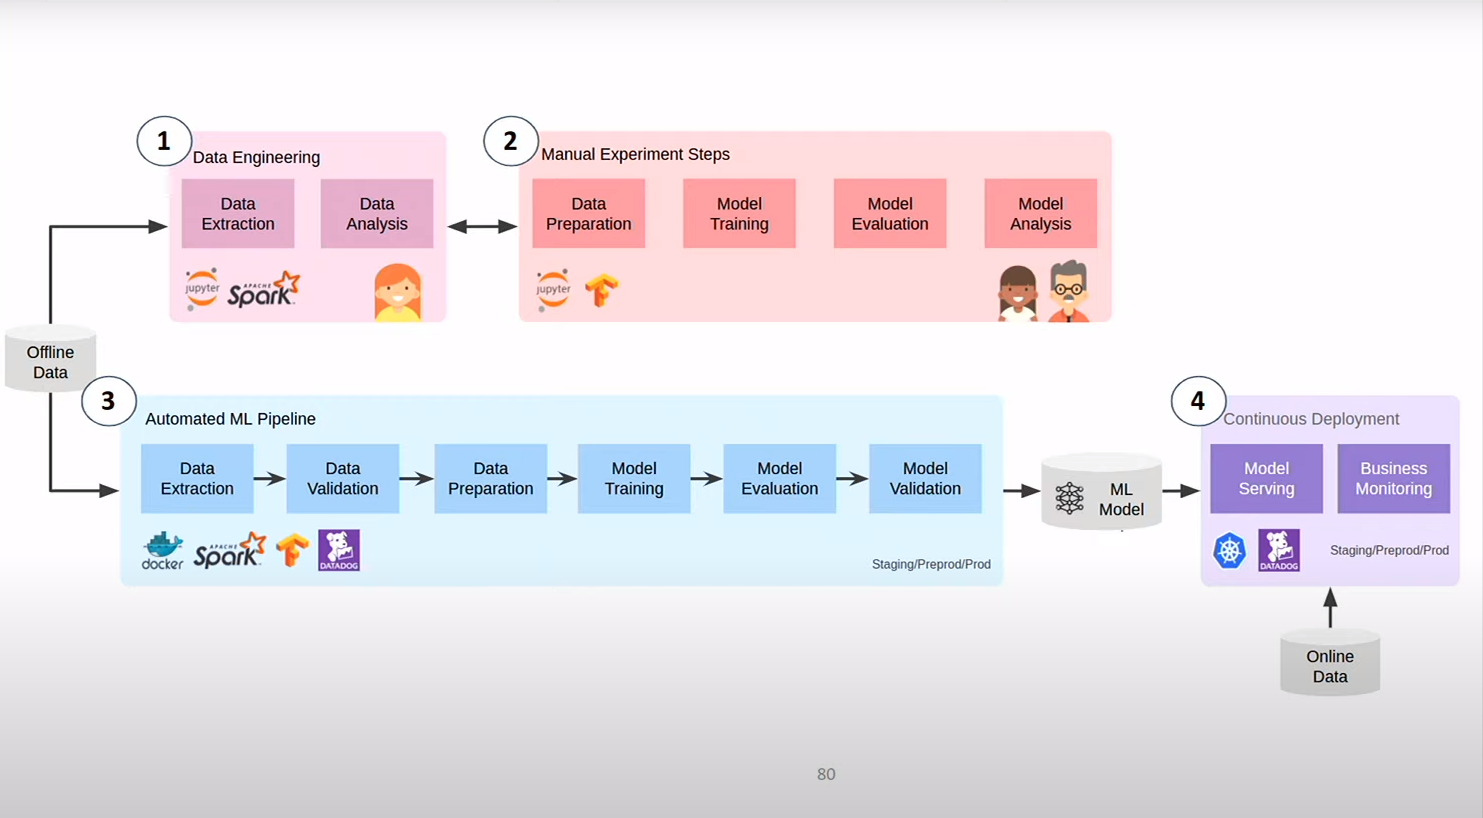 1
Data Engineering
Data
Extraction
Data
Analysis
jupyter
APACHE
Spark
2
Manual Experiment Steps
Data
Preparation
Model
Training
Model
Evaluation
Model
Analysis
jupyter
Offline
Data
3
Automated ML Pipeline
Data
Extraction
Data
Validation
Data
Preparation
Model
Training
Model
Evaluation
Model
Validation
docker
APACHE
Spark
DATADOG
Staging/Preprod/Prod
ML
Model
4
Continuous Deployment
Model
Serving
Business
Monitoring
DATADOG
Staging/Preprod/Prod
Online
Data
80